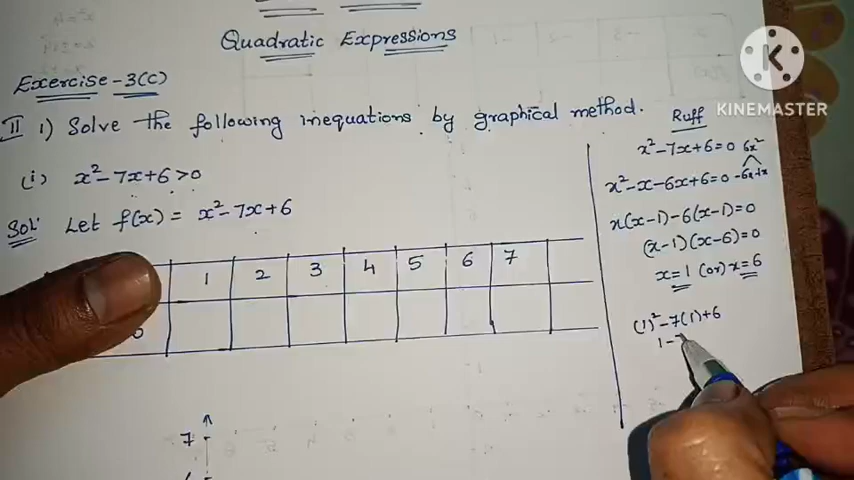 Quadratic Expressions
Exercise-3(C)
II 1) Solve the following inequations by graphical method.
(i) x²-7x+6>0
Sol: Let f(x) = x²-7x+6
1 2 3 4 5 6 7
7
Ruff
x²-7x+6=0 6x²
x²-x-6x+6=0 -6x-x
x(x-1)-6(x-1)=0
(x-1)(x-6)=0
x=1 (or) x=6
(1)²-7(1)+6
1-7
KINEMASTER